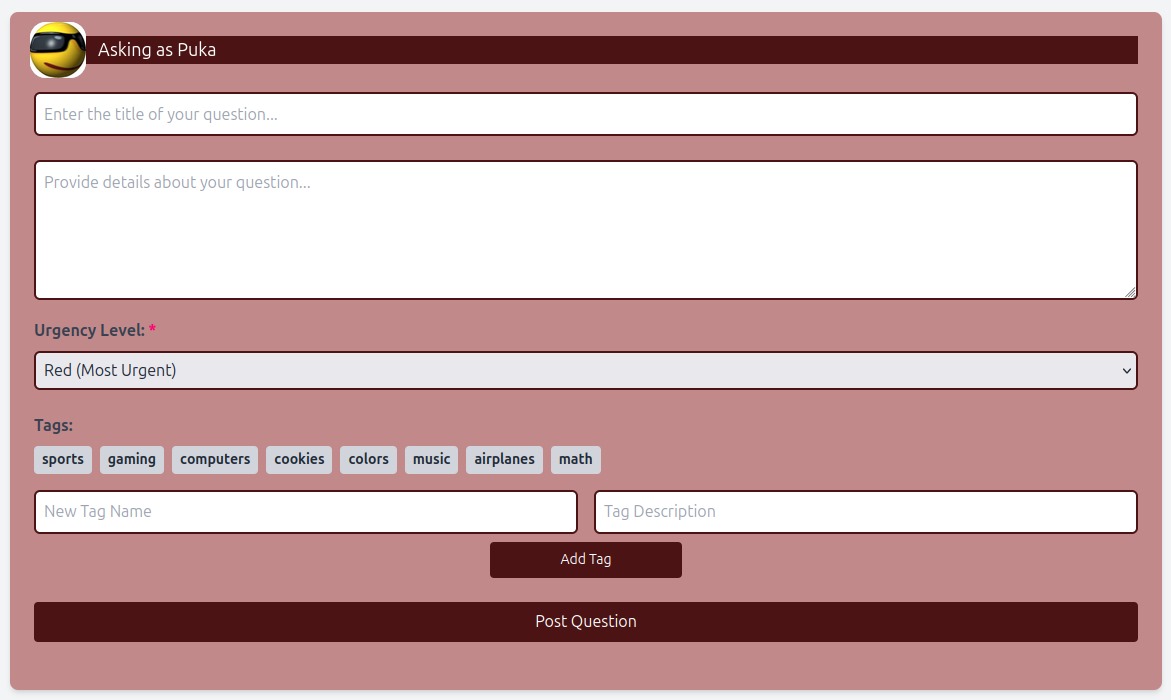 Asking as Puka
Enter the title of your question...
Provide details about your question...
Urgency Level: *
Red (Most Urgent)
Tags:
sports gaming computers cookies colors music airplanes math
New Tag Name Tag Description
Add Tag
Post Question